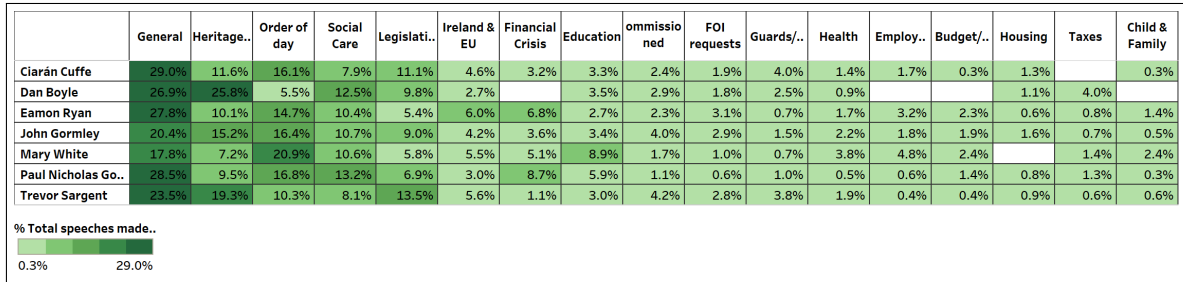 General Heritage.. Order of day Social Care Legislati.. Ireland & EU Financial Crisis Education ommissio ned FOI requests Guards/.. Health Employ.. Budget/.. Housing Taxes Child & Family
Ciarán Cuffe 29.0% 11.6% 16.1% 7.9% 11.1% 4.6% 3.2% 3.3% 2.4% 1.9% 4.0% 1.4% 1.7% 0.3% 1.3% 0.3%
Dan Boyle 26.9% 25.8% 5.5% 12.5% 9.8% 2.7% 3.5% 2.9% 1.8% 2.5% 0.9% 1.1% 4.0%
Eamon Ryan 27.8% 10.1% 14.7% 10.4% 5.4% 6.0% 6.8% 2.7% 2.3% 3.1% 0.7% 1.7% 3.2% 2.3% 0.6% 0.8% 1.4%
John Gormley 20.4% 15.2% 16.4% 10.7% 9.0% 4.2% 3.6% 3.4% 4.0% 2.9% 1.5% 2.2% 1.8% 1.9% 1.6% 0.7% 0.5%
Mary White 17.8% 7.2% 20.9% 10.6% 5.8% 5.5% 5.1% 8.9% 1.7% 1.0% 0.7% 3.8% 4.8% 2.4% 1.4% 2.4%
Paul Nicholas Go.. 28.5% 9.5% 16.8% 13.2% 6.9% 3.0% 8.7% 5.9% 1.1% 0.6% 1.0% 0.5% 0.6% 1.4% 0.8% 1.3% 0.3%
Trevor Sargent 23.5% 19.3% 10.3% 8.1% 13.5% 5.6% 1.1% 3.0% 4.2% 2.8% 3.8% 1.9% 0.4% 0.4% 0.9% 0.6% 0.6%
% Total speeches made..
0.3% 29.0%